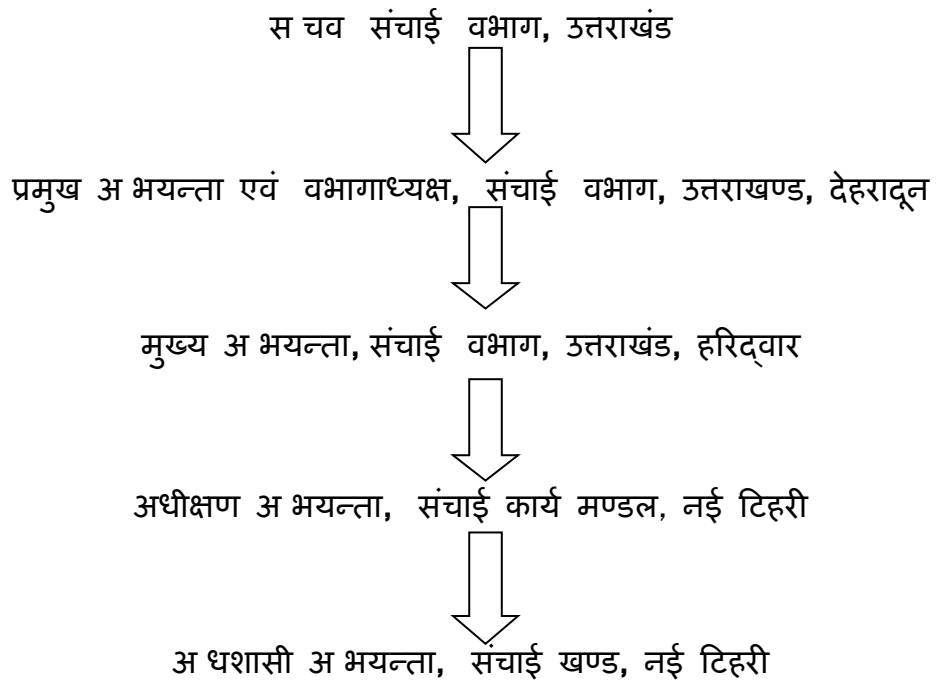 स चव संचाई वभाग, उत्तराखंड
प्रमुख अ भयन्ता एवं वभागाध्यक्ष, संचाई वभाग, उत्तराखण्ड, देहरादून
मुख्य अ भयन्ता, संचाई वभाग, उत्तराखंड, हरिद्वार
अधीक्षण अ भयन्ता, संचाई कार्य मण्डल, नई टिहरी
अ धशासी अ भयन्ता, संचाई खण्ड, नई टिहरी